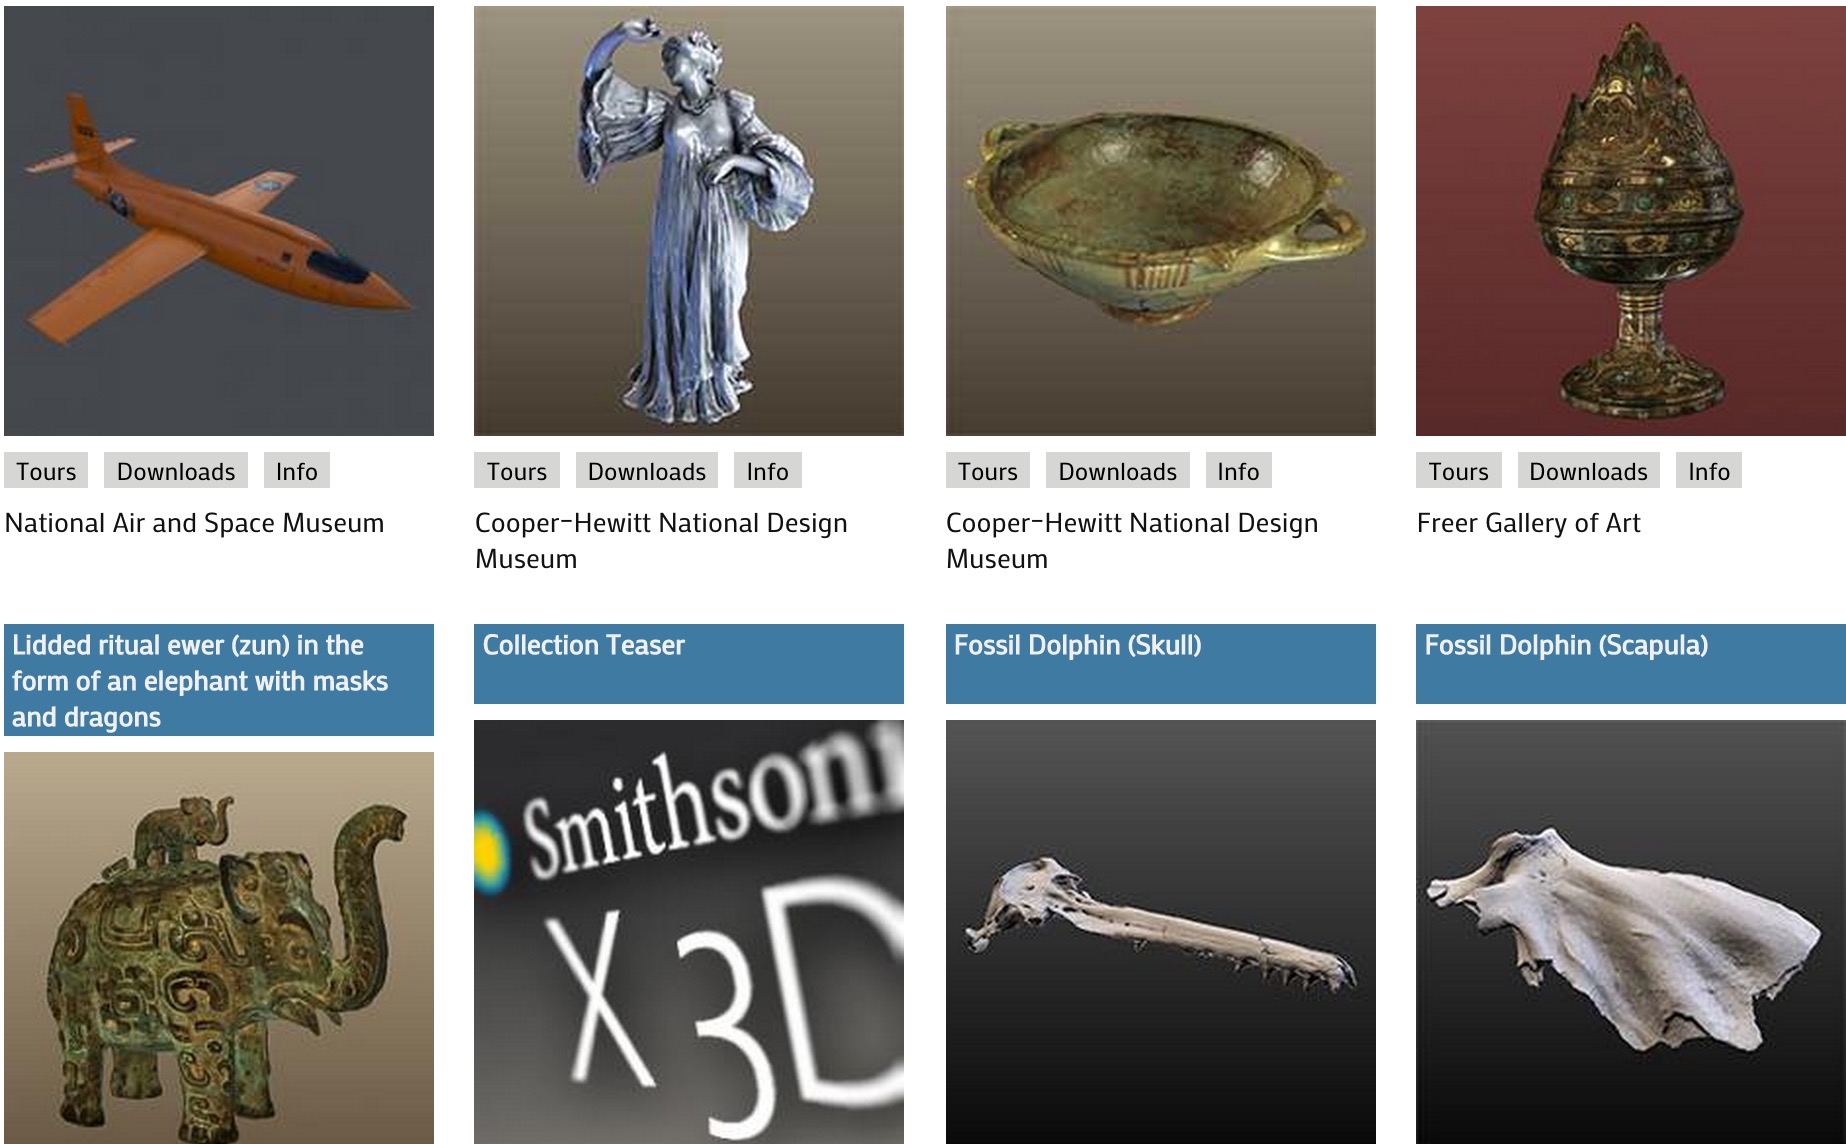 Tours Downloads Info
National Air and Space Museum
Tours Downloads Info
Cooper-Hewitt National Design
Museum
Tours Downloads Info
Cooper-Hewitt National Design
Museum
Tours Downloads Info
Freer Gallery of Art
Lidded ritual ewer (zun) in the
form of an elephant with masks
and dragons
Collection Teaser
Smithsoni
X 3D
Fossil Dolphin (Skull)
Fossil Dolphin (Scapula)